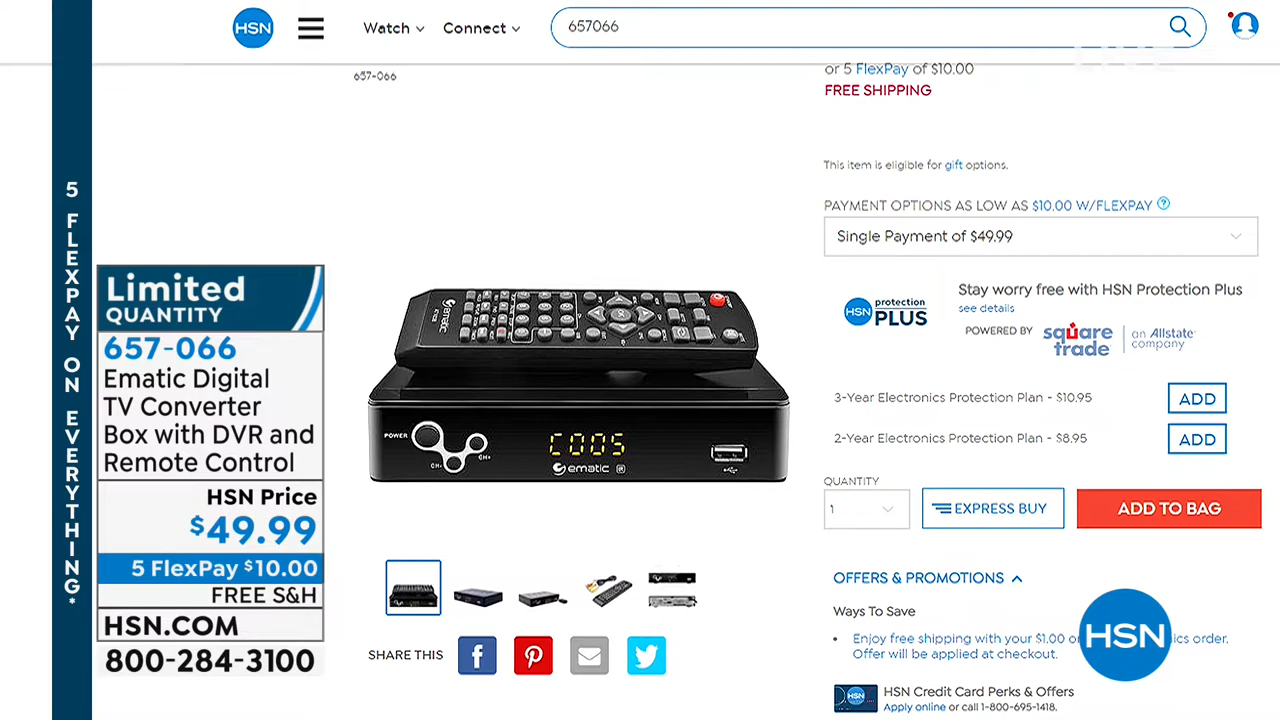 5 FLEXPAY ON EVERYTHING*
HSN
Watch
Connect
657066
LIVE
657-066
or 5 FlexPay of $10.00
FREE SHIPPING
This item is eligible for gift options.
PAYMENT OPTIONS AS LOW AS $10.00 W/FLEXPAY ?
Single Payment of $49.99
HSN protection PLUS
Stay worry free with HSN Protection Plus
see details
POWERED BY square trade | an Allstate company
3-Year Electronics Protection Plan - $10.95
ADD
2-Year Electronics Protection Plan - $8.95
ADD
QUANTITY
1
EXPRESS BUY
ADD TO BAG
OFFERS & PROMOTIONS
Ways To Save
• Enjoy free shipping with your $1.00 o
cs order.
Offer will be applied at checkout.
HSN
HSN
HSN Credit Card Perks & Offers
Apply online or call 1-800-695-1418.
Limited
QUANTITY
657-066
Ematic Digital
TV Converter
Box with DVR and
Remote Control
HSN Price
$49.99
5 FlexPay $10.00
FREE S&H
HSN.COM
800-284-3100
ematic
POWER
CH-
CH+
C005
ematic
SHARE THIS